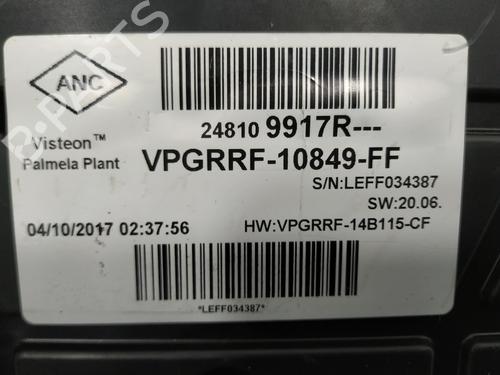 ANC
Visteon™
Palmela Plant
24810 9917R---
VPGRRF-10849-FF
S/N:LEFF034387
SW:20.06.
04/10/2017 02:37:56
HW:VPGRRF-14B115-CF
*LEFF034387*
B-PARTS